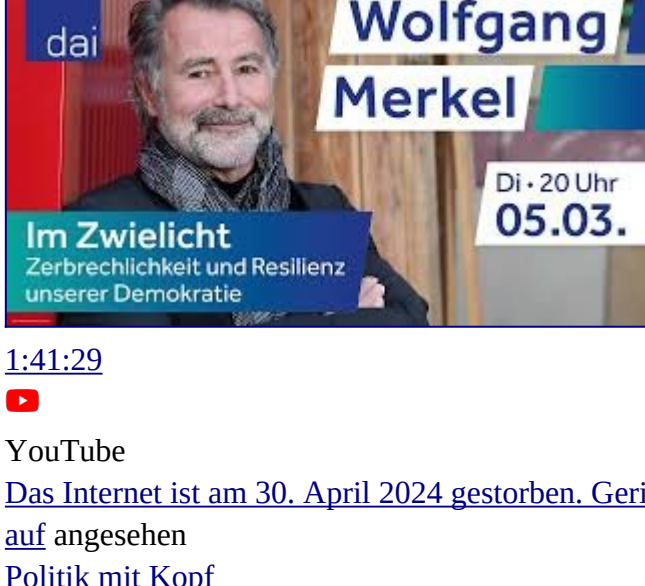 dai
Wolfgang
Merkel
Di · 20 Uhr
05.03.
Im Zwielicht
Zerbrechlichkeit und Resilienz
unserer Demokratie
1:41:29
YouTube
Das Internet ist am 30. April 2024 gestorben. Geri
auf angesehen
Politik mit Kopf